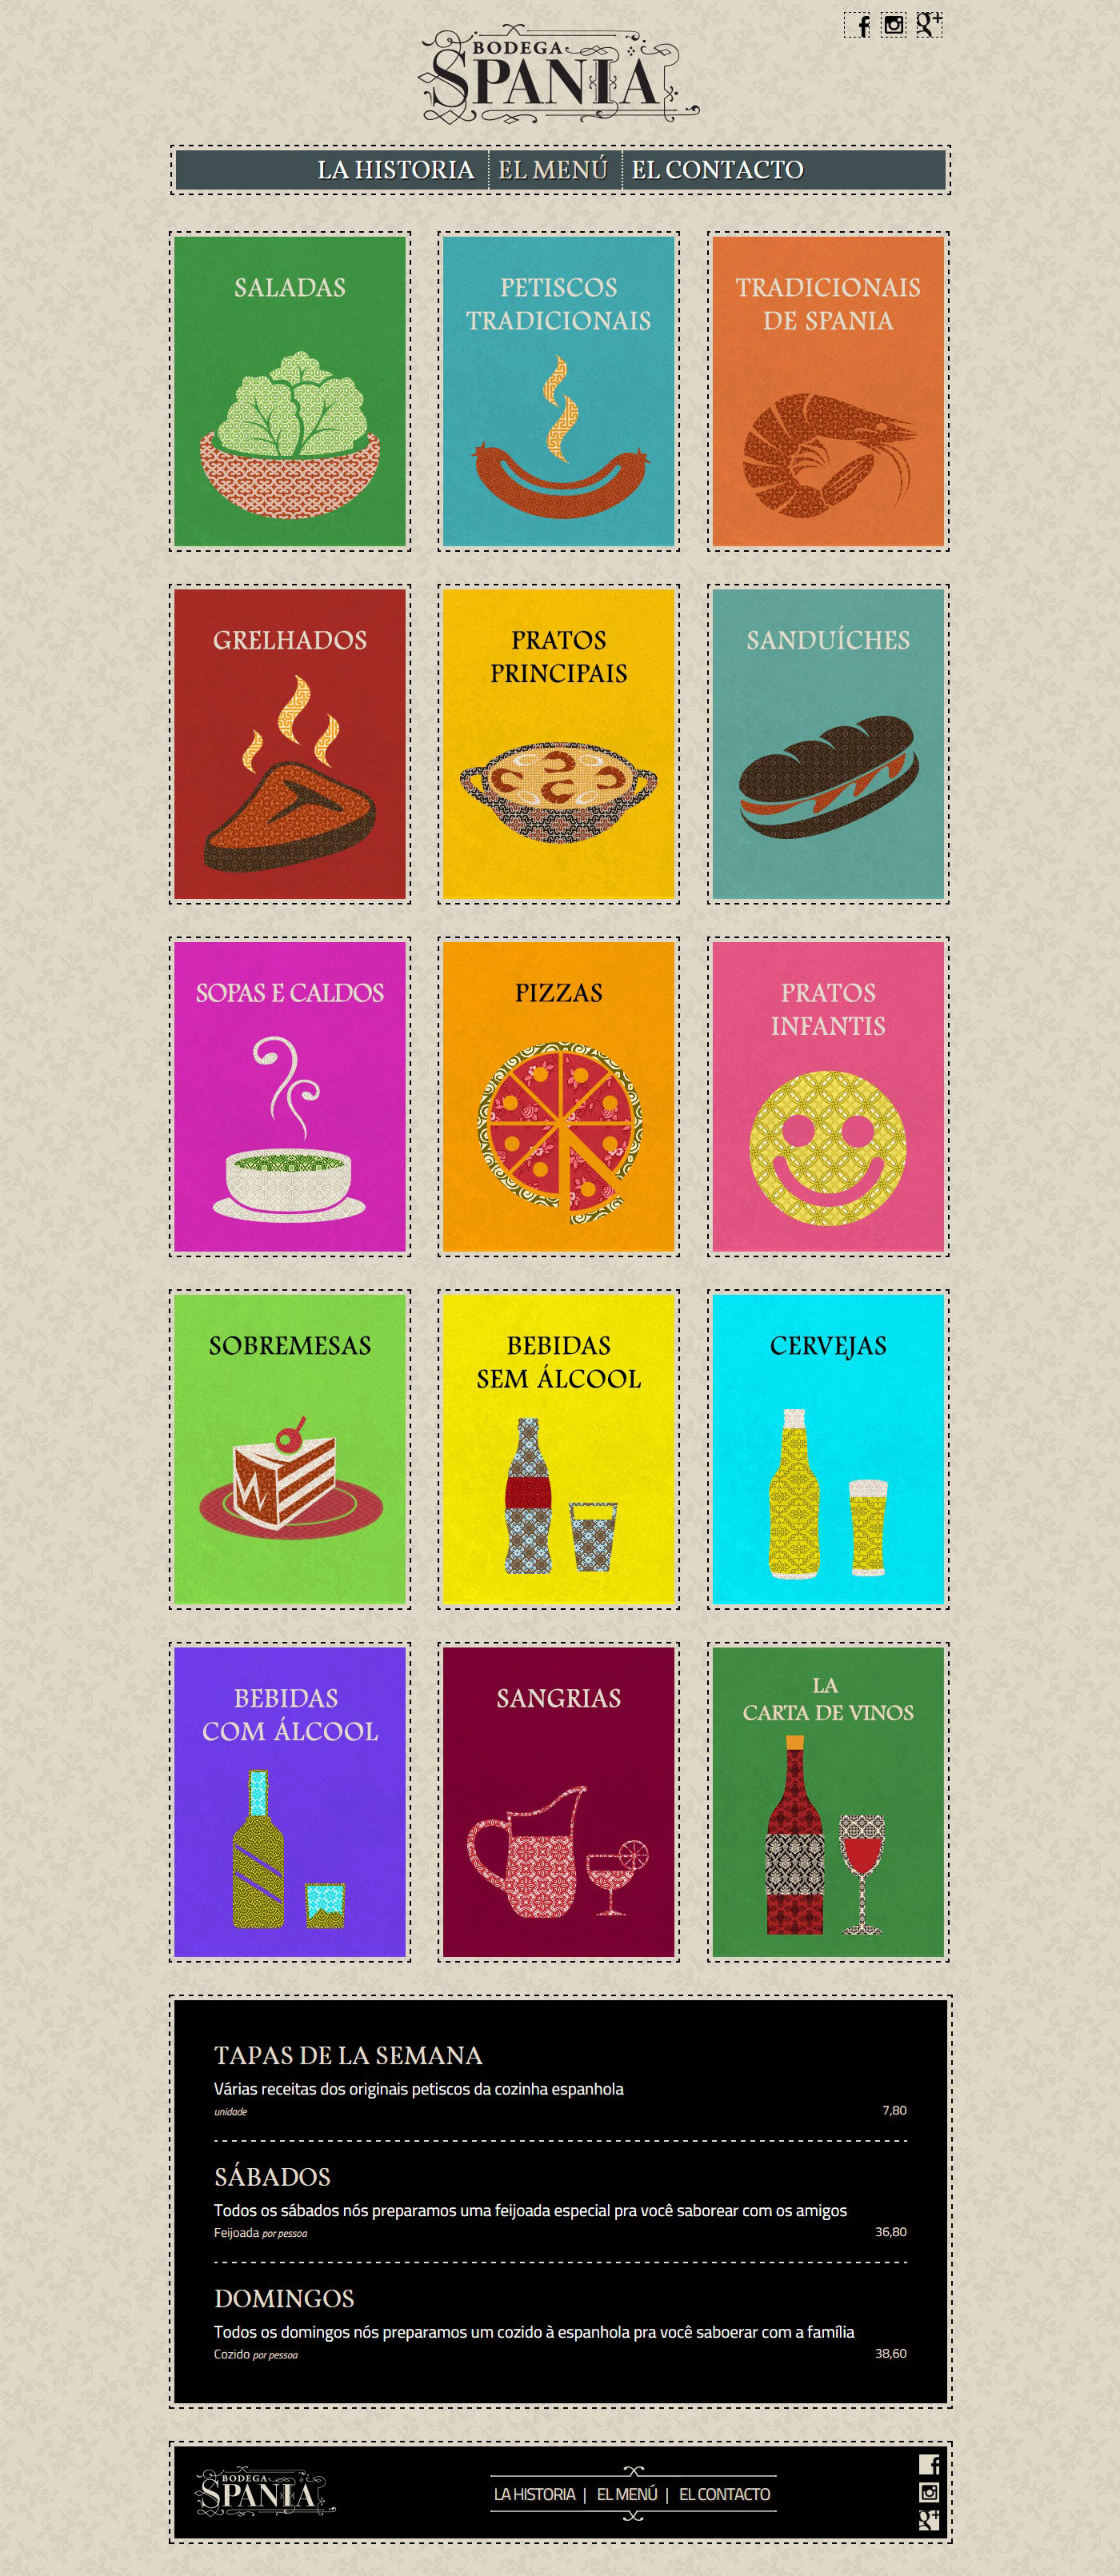 BODEGA
SPANIA
LA HISTORIA EL MENÚ EL CONTACTO
SALADAS
PETISCOS
TRADICIONAIS
TRADICIONAIS
DE SPANIA
GRELHADOS
PRATOS
PRINCIPAIS
SANDUÍCHES
SOPAS E CALDOS
PIZZAS
PRATOS
INFANTIS
SOBREMESAS
BEBIDAS
SEM ÁLCOOL
CERVEJAS
BEBIDAS
COM ÁLCOOL
SANGRIAS
LA
CARTA DE VINOS
TAPAS DE LA SEMANA
Várias receitas dos originais petiscos da cozinha espanhola
unidade 7,80
SÁBADOS
Todos os sábados nós preparamos uma feijoada especial pra você saborear com os amigos
Feijoada por pessoa 36,80
DOMINGOS
Todos os domingos nós preparamos um cozido à espanhola pra você saboerar com a família
Cozido por pessoa 38,60
BODEGA
SPANIA
LA HISTORIA | EL MENÚ | EL CONTACTO